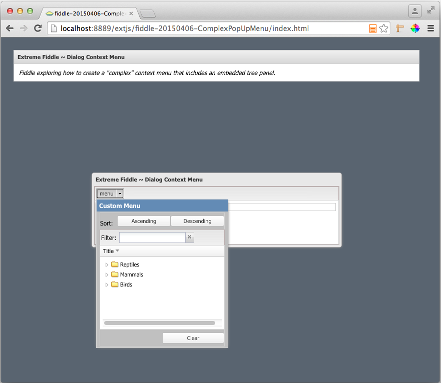 fiddle-20150406-Comple
localhost:8889/extjs/fiddle-20150406-ComplexPopUpMenu/index.html
Extreme Fiddle ~ Dialog Context Menu
Fiddle exploring how to create a "complex" context menu that includes an embedded tree panel.
Extreme Fiddle ~ Dialog Context Menu
menu
Custom Menu
Sort: Ascending Descending
Filter:
Title
Reptiles
Mammals
Birds
Clear